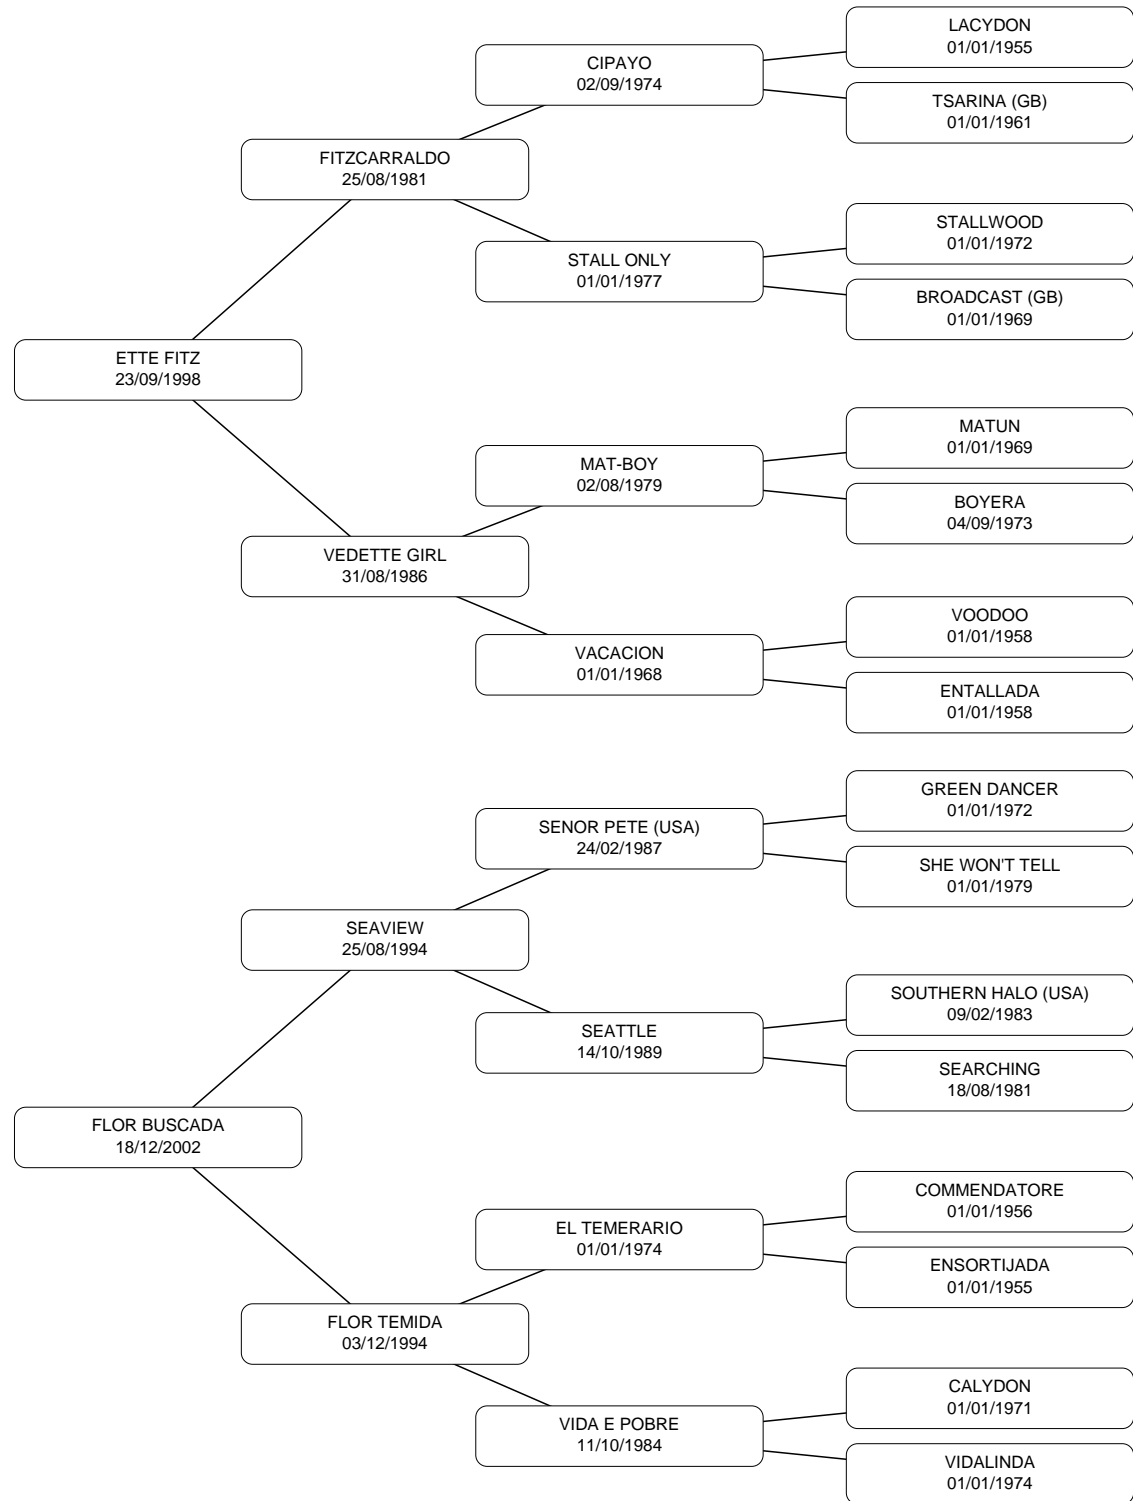 LACYDON
01/01/1955
CIPAYO
02/09/1974
TSARINA (GB)
01/01/1961
FITZCARRALDO
25/08/1981
STALLWOOD
01/01/1972
STALL ONLY
01/01/1977
BROADCAST (GB)
01/01/1969
ETTE FITZ
23/09/1998
MATUN
01/01/1969
MAT-BOY
02/08/1979
BOYERA
04/09/1973
VEDETTE GIRL
31/08/1986
VOODOO
01/01/1958
VACACION
01/01/1968
ENTALLADA
01/01/1958
GREEN DANCER
01/01/1972
SENOR PETE (USA)
24/02/1987
SHE WON'T TELL
01/01/1979
SEAVIEW
25/08/1994
SOUTHERN HALO (USA)
09/02/1983
SEATTLE
14/10/1989
SEARCHING
18/08/1981
FLOR BUSCADA
18/12/2002
COMMENDATORE
01/01/1956
EL TEMERARIO
01/01/1974
ENSORTIJADA
01/01/1955
FLOR TEMIDA
03/12/1994
CALYDON
01/01/1971
VIDA E POBRE
11/10/1984
VIDALINDA
01/01/1974